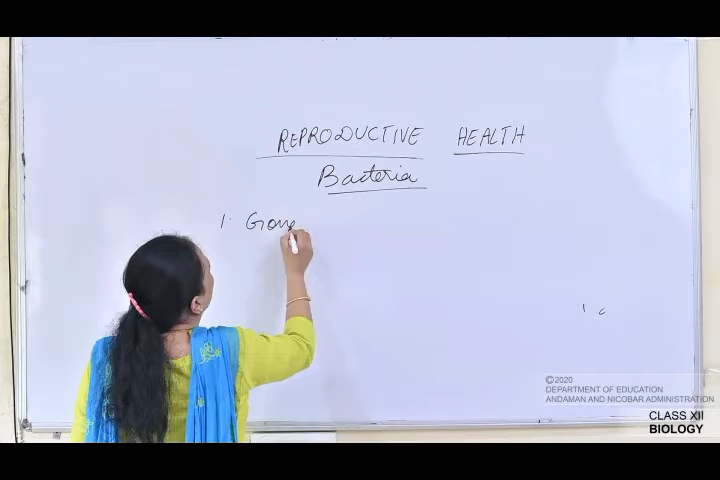 REPRODUCTIVE HEALTH
Bacteria
1. Gono
©2020
DEPARTMENT OF EDUCATION
ANDAMAN AND NICOBAR ADMINISTRATION
CLASS XII
BIOLOGY